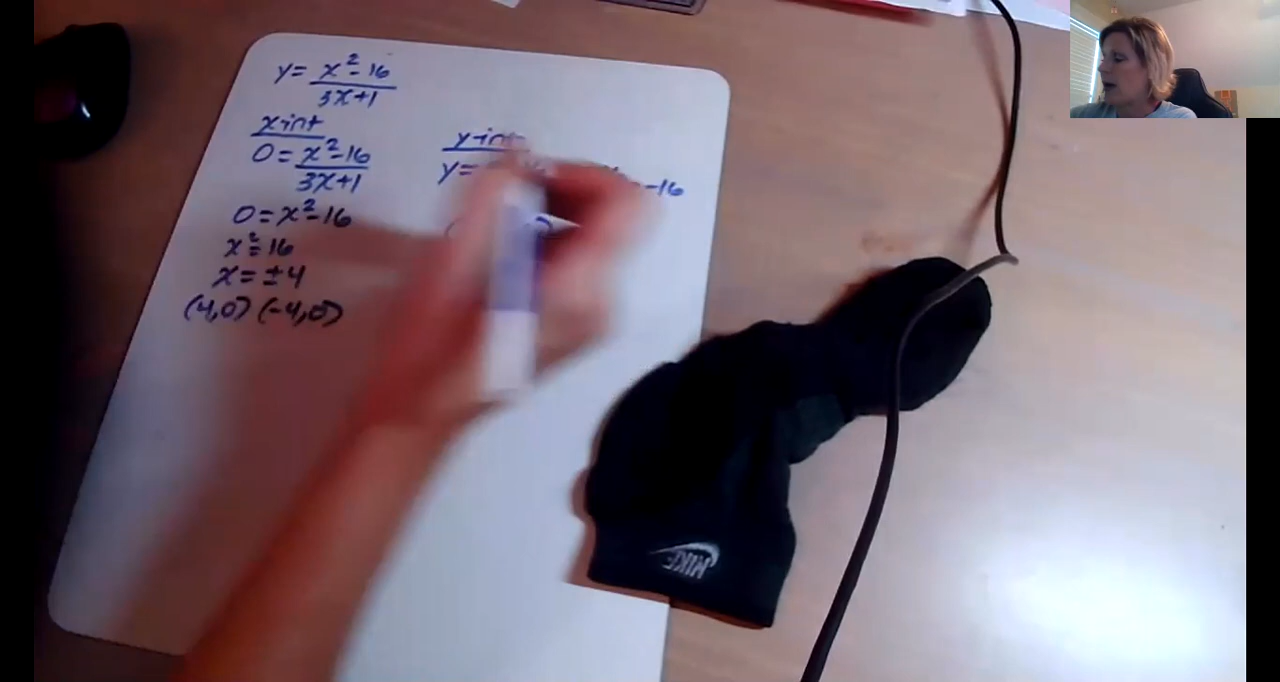 y = x²-16
3x+1
x-int
0 = x²-16
3x+1
0 = x²-16
x² = 16
x = ±4
(4,0) (-4,0)
y-int
y =
-16
NIKE